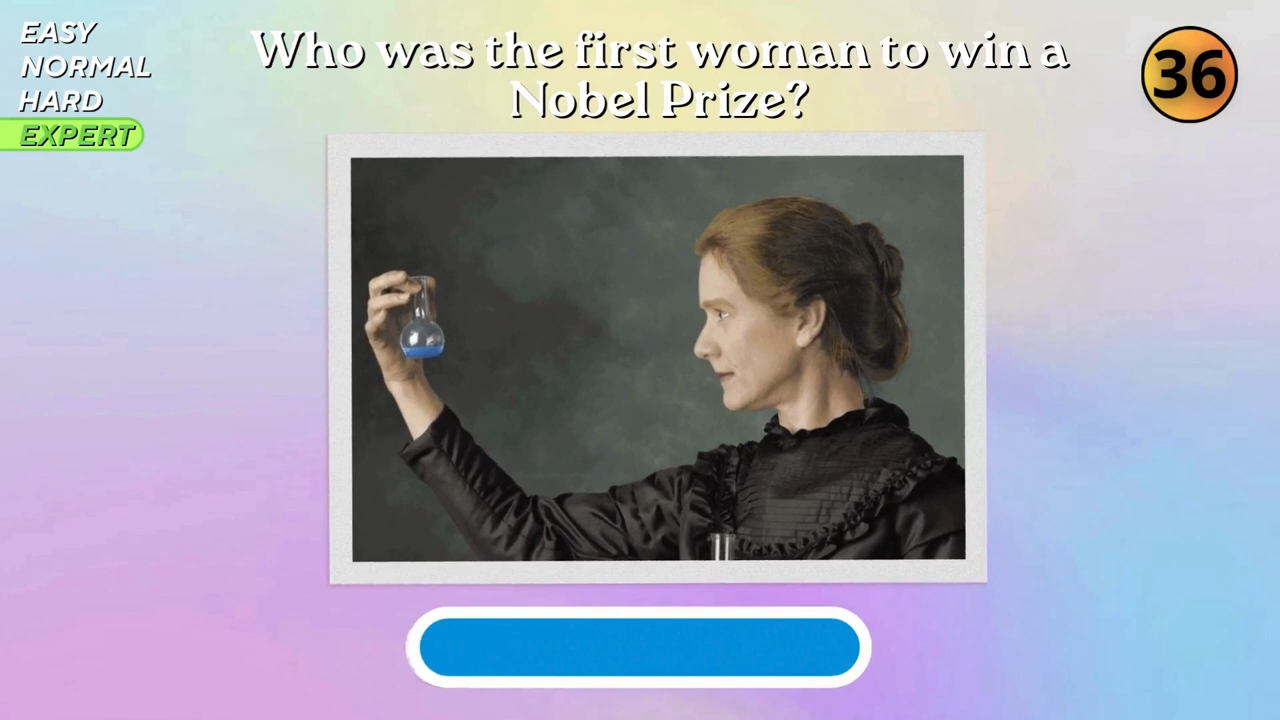 EASY
NORMAL
HARD
EXPERT
Who was the first woman to win a
Nobel Prize?
36